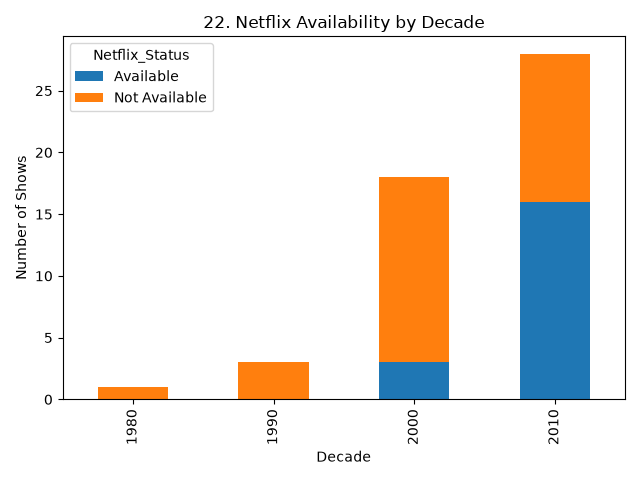 22. Netflix Availability by Decade
Netflix_Status
Available
Not Available
Number of Shows
25
20
15
10
5
0
1980
1990
2000
2010
Decade